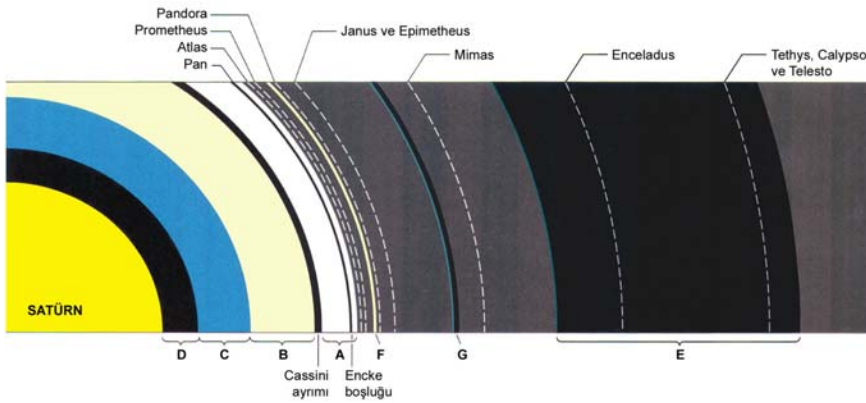 Pandora
Prometheus
Atlas
Pan
Janus ve Epimetheus
Mimas
Enceladus
Tethys, Calypso
ve Telesto
SATÜRN
D
C
B
A
F
G
E
Cassini
ayrımı
Encke
boşluğu